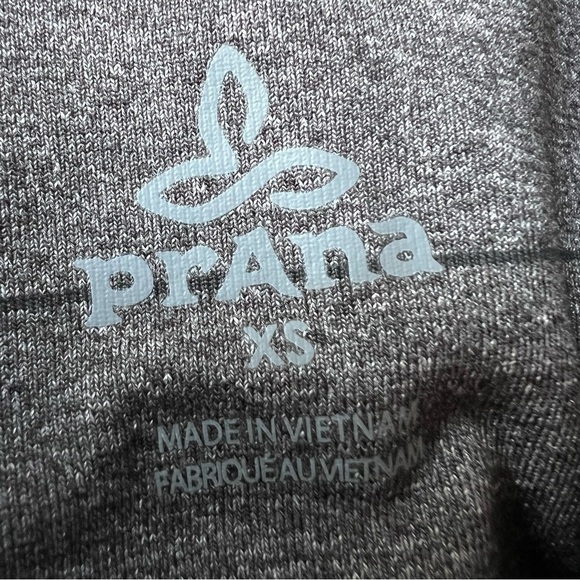 prAna
XS
MADE IN VIETNAM
FABRIQUÉ AU VIETNAM